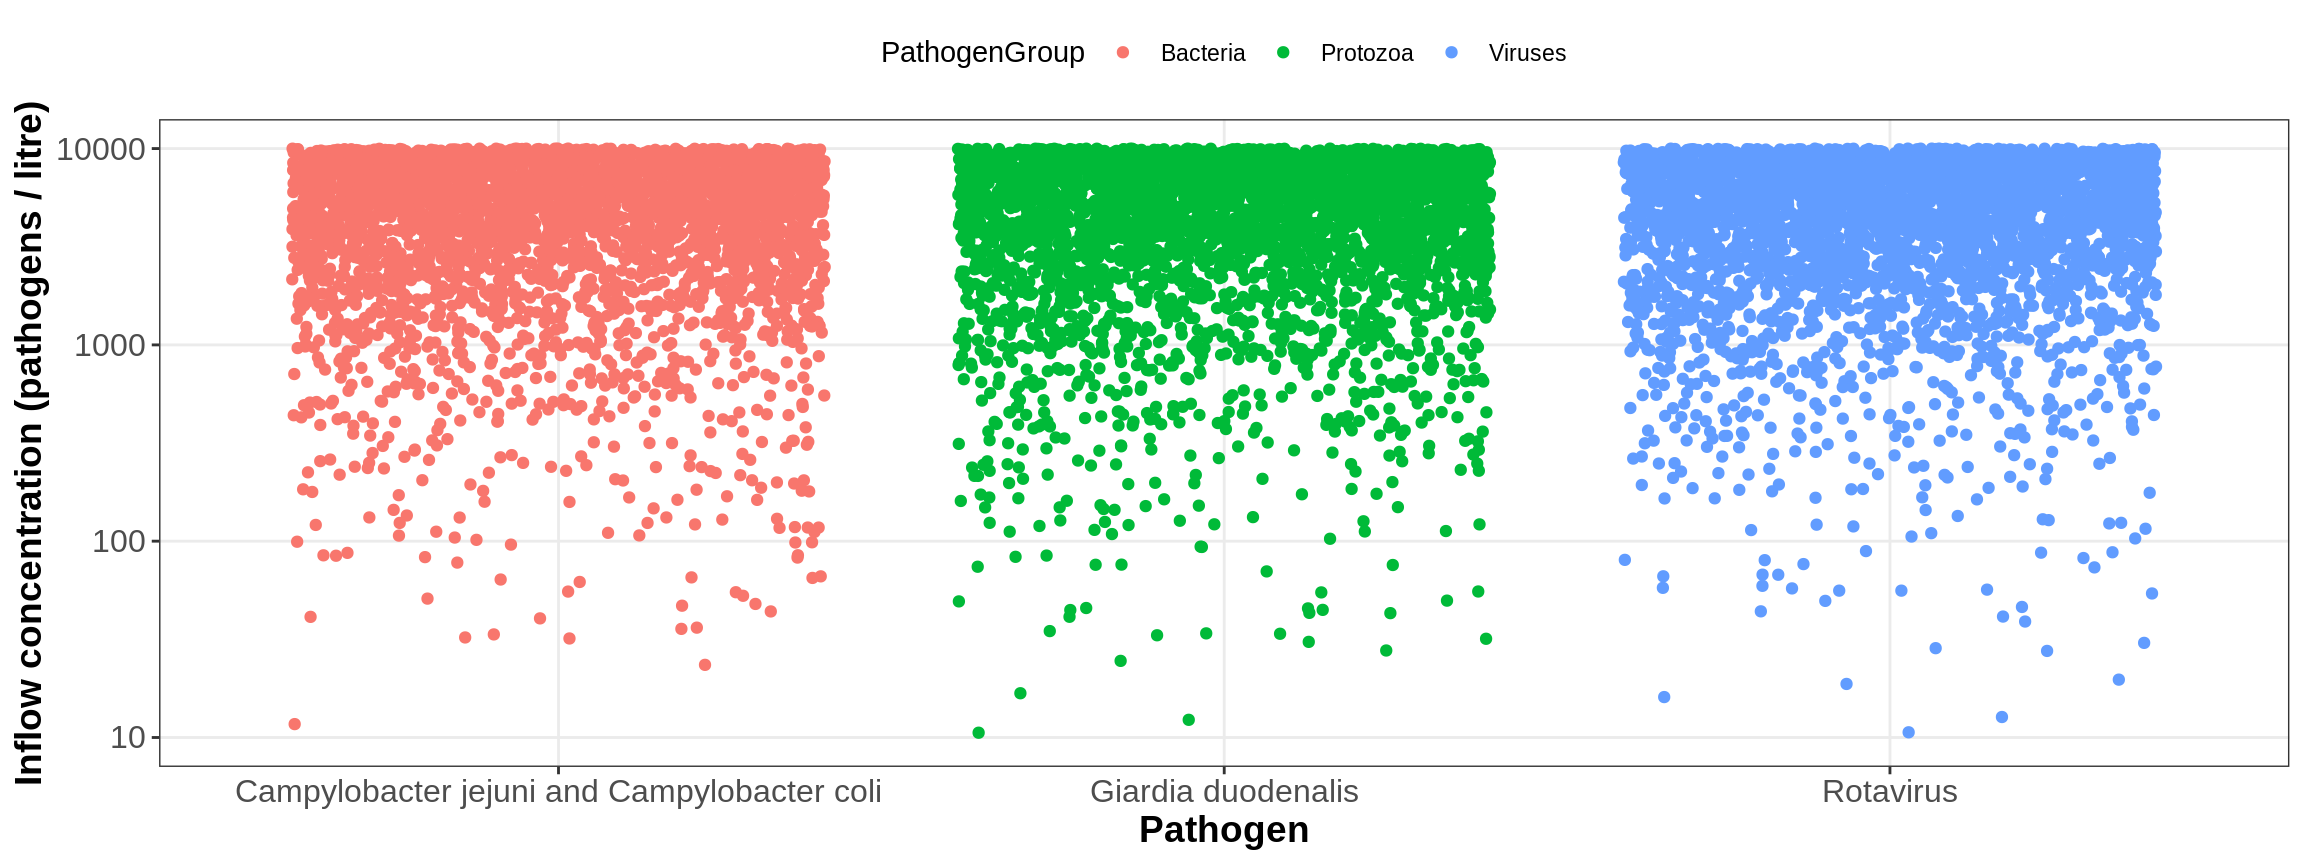 PathogenGroup Bacteria Protozoa Viruses
Inflow concentration (pathogens / litre)
10000
1000
100
10
Campylobacter jejuni and Campylobacter coli Giardia duodenalis Rotavirus
Pathogen